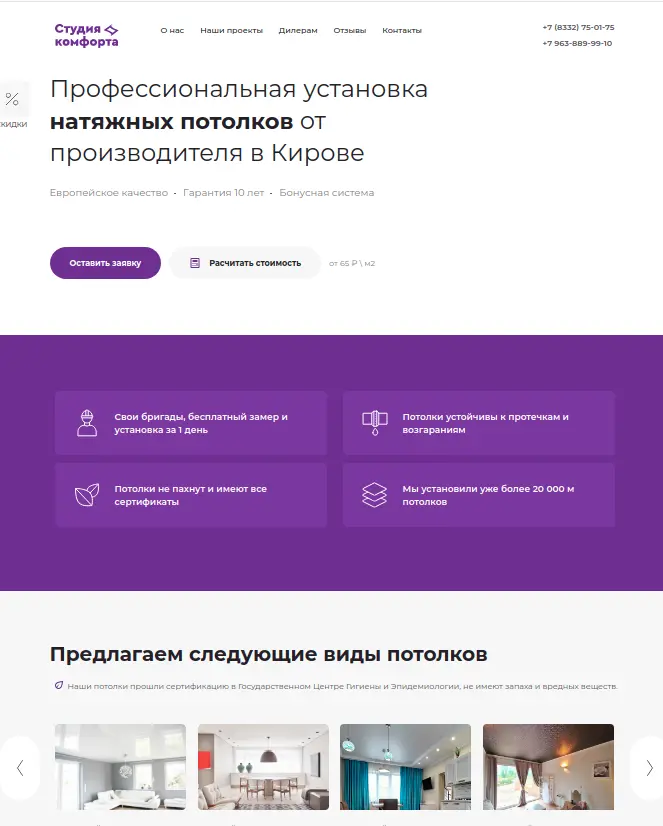 Студия
комфорта
О нас
Наши проекты
Дилерам
Отзывы
Контакты
+7 (8332) 75-01-75
+7 963-889-99-10
Профессиональная установка
натяжных потолков от
производителя в Кирове
Европейское качество • Гарантия 10 лет • Бонусная система
Оставить заявку
Расчитать стоимость
от 65 ₽ \ м2
Свои бригады, бесплатный замер и
установка за 1 день
Потолки устойчивы к протечкам и
возгараниям
Потолки не пахнут и имеют все
сертификаты
Мы установили уже более 20 000 м
потолков
Предлагаем следующие виды потолков
Наши потолки прошли сертификацию в Государственном Центре Гигиены и Эпидемиологии, не имеют запаха и вредных веществ.